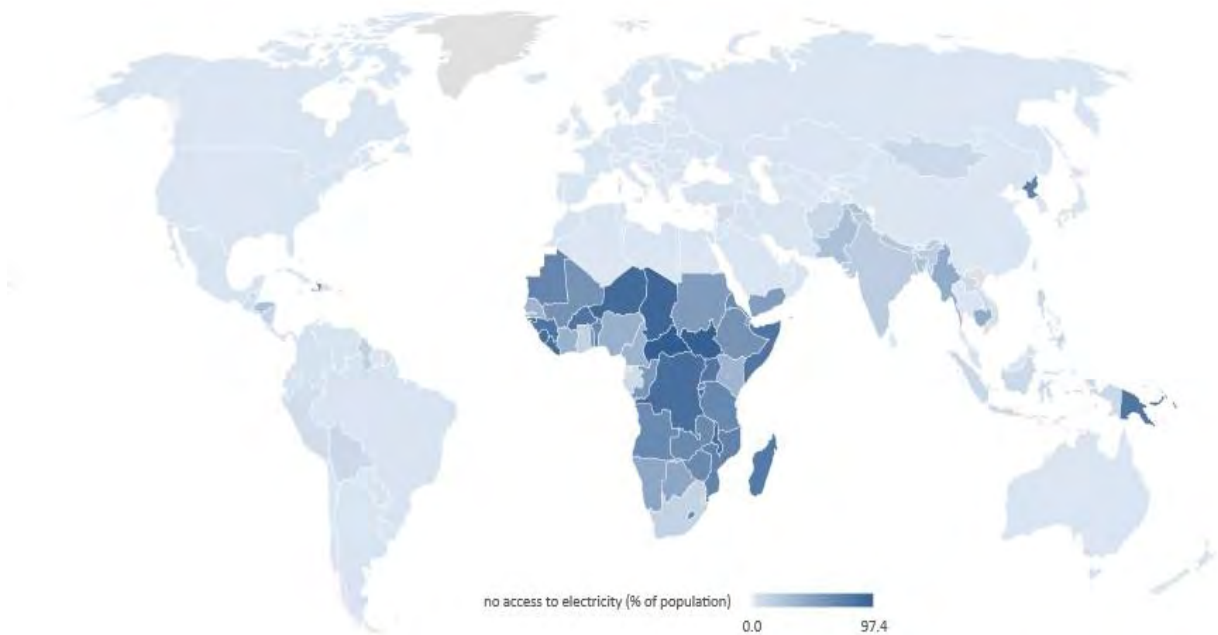 no access to electricity (% of population)
0.0 97.4